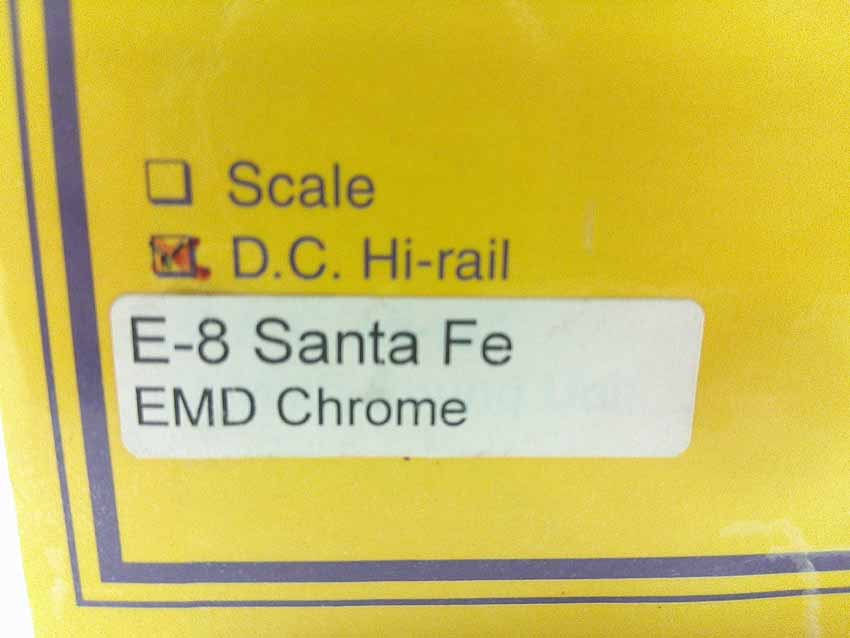 Scale
D.C. Hi-rail
E-8 Santa Fe
EMD Chrome